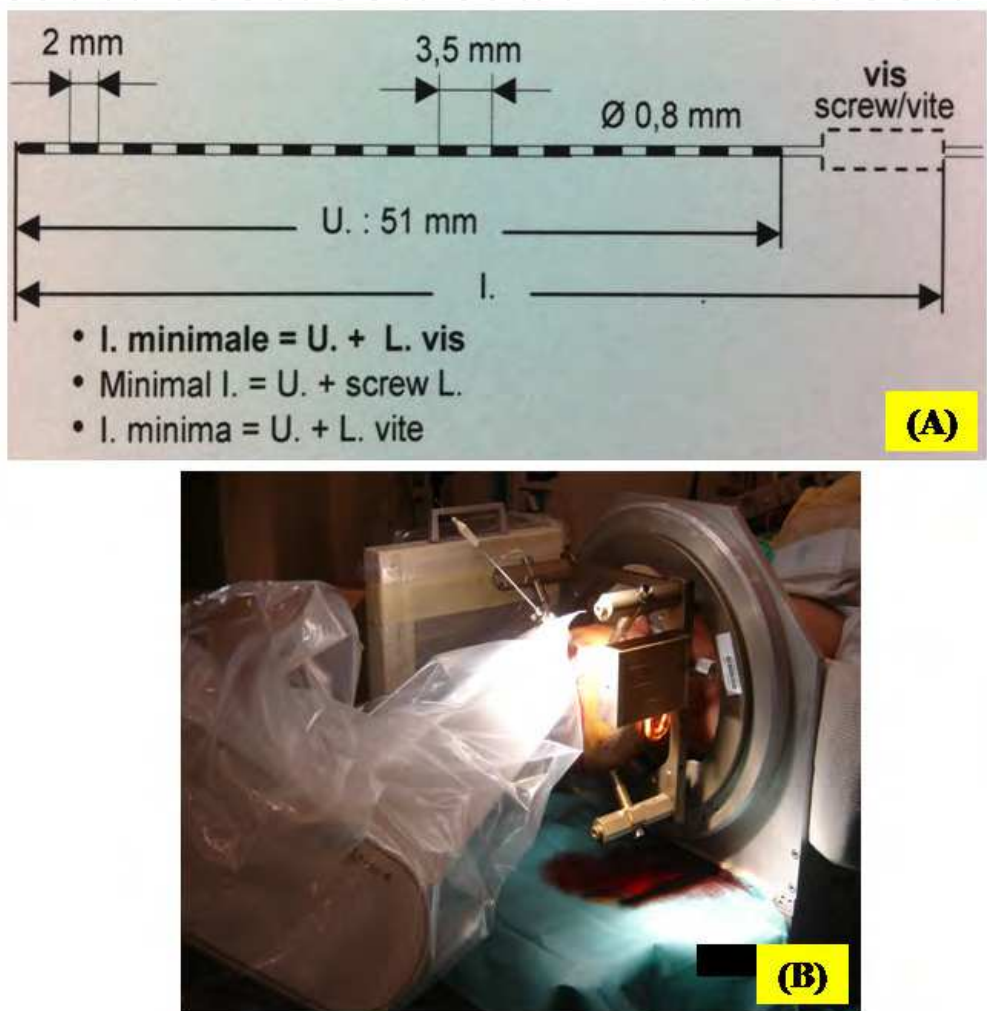 2 mm
3,5 mm
Ø 0,8 mm
vis
screw/vite
U. : 51 mm
I.
• I. minimale = U. + L. vis
• Minimal I. = U. + screw L.
• I. minima = U. + L. vite
(A)
(B)